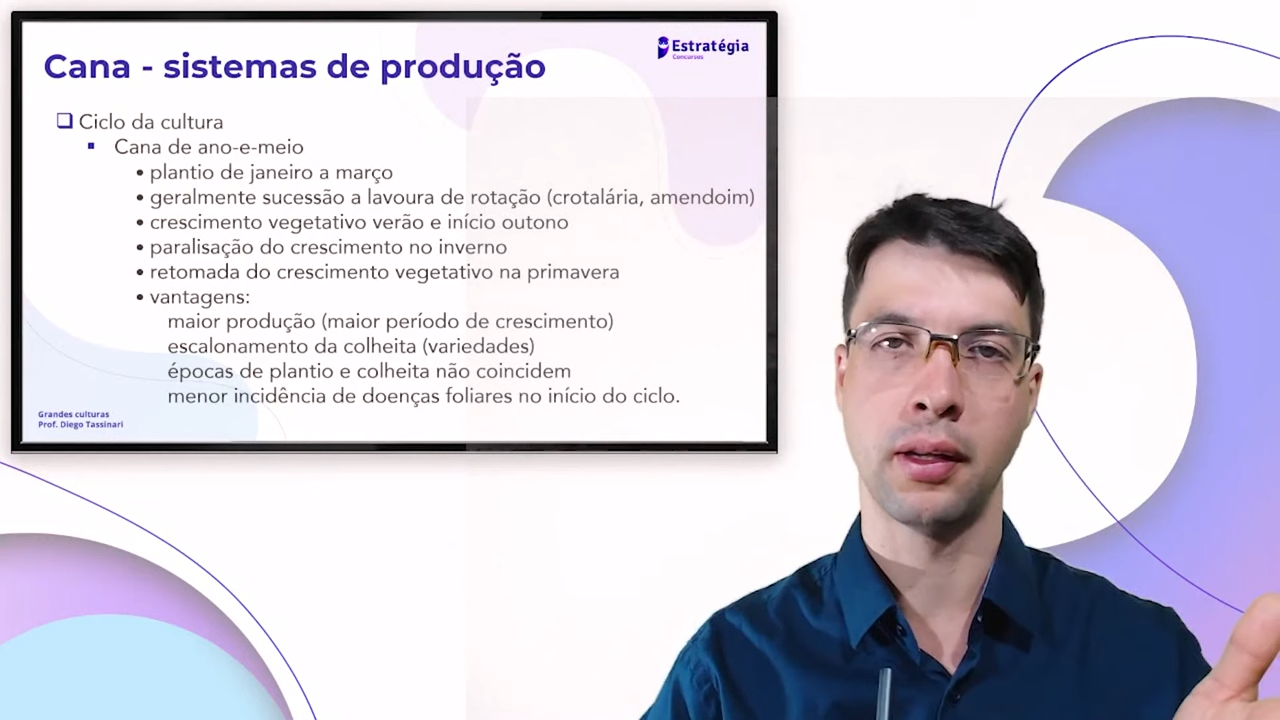 Cana - sistemas de produção
Estratégia
Concursos
Ciclo da cultura
Cana de ano-e-meio
• plantio de janeiro a março
• geralmente sucessão a lavoura de rotação (crotalária, amendoim)
• crescimento vegetativo verão e início outono
• paralisação do crescimento no inverno
• retomada do crescimento vegetativo na primavera
• vantagens:
maior produção (maior período de crescimento)
escalonamento da colheita (variedades)
épocas de plantio e colheita não coincidem
menor incidência de doenças foliares no início do ciclo.
Grandes culturas
Prof. Diego Tassinari